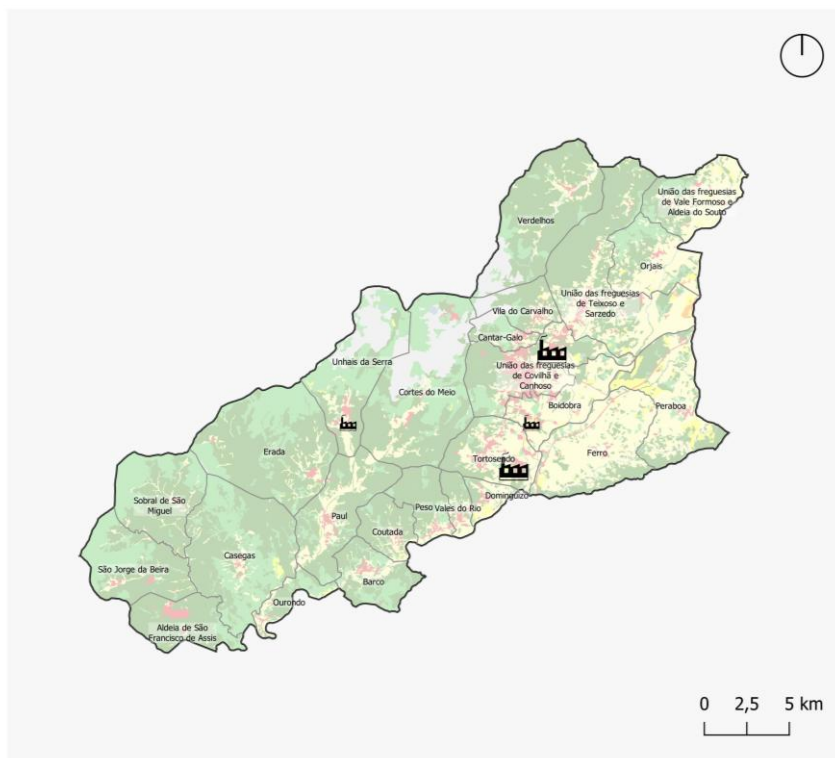 União das freguesias
de Vale Formoso e
Aldeia do Souto
Verdelhos
Orjais
União das freguesias
de Teixoso e
Sarzedo
Vila do Carvalho
Cantar-Galo
Unhais da Serra
União das freguesias
de Covilhã e
Canhoso
Cortes do Meio
Boidobra
Peraboa
Erada
Tortosendo
Ferro
Sobral de São
Miguel
Dominguizo
Peso
Vales do Rio
Paul
Coutada
Casegas
São Jorge da Beira
Barco
Ourondo
Aldeia de São
Francisco de Assis
0 2,5 5 km